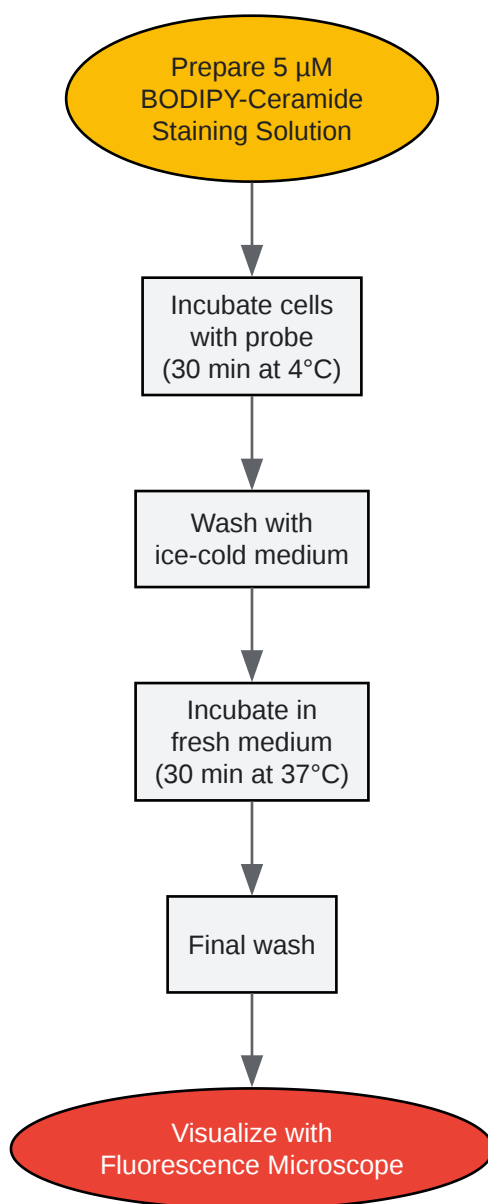 Prepare 5 µM
BODIPY-Ceramide
Staining Solution
Incubate cells
with probe
(30 min at 4°C)
Wash with
ice-cold medium
Incubate in
fresh medium
(30 min at 37°C)
Final wash
Visualize with
Fluorescence Microscope